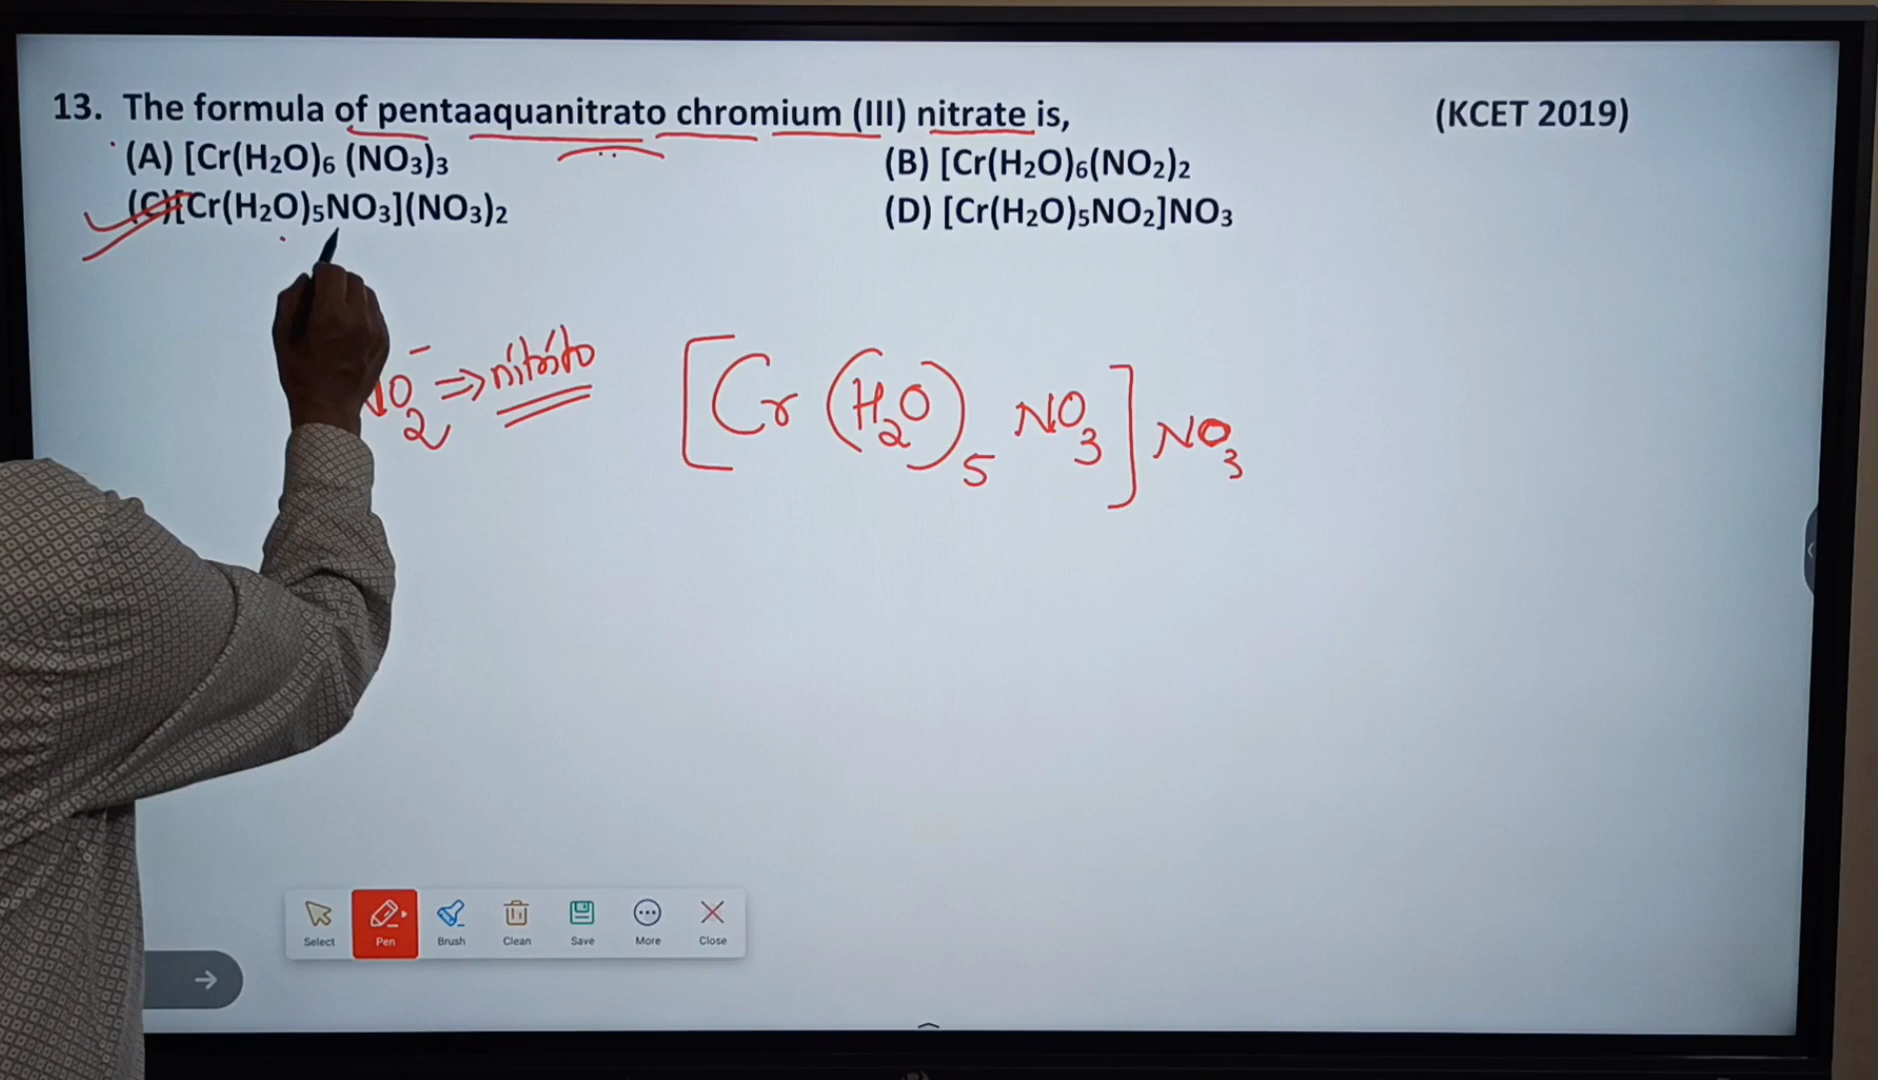 13. The formula of pentaaquanitrato chromium (III) nitrate is, (KCET 2019)
(A) [Cr(H₂O)₆ (NO₃)₃ (B) [Cr(H₂O)₆(NO₂)₂
(C)[Cr(H₂O)₅NO₃](NO₃)₂ (D) [Cr(H₂O)₅NO₂]NO₃
NO₂⁻ ⇒ nitrito [Cr(H₂O)₅ NO₃] NO₃
Select Pen Brush Clean Save More Close